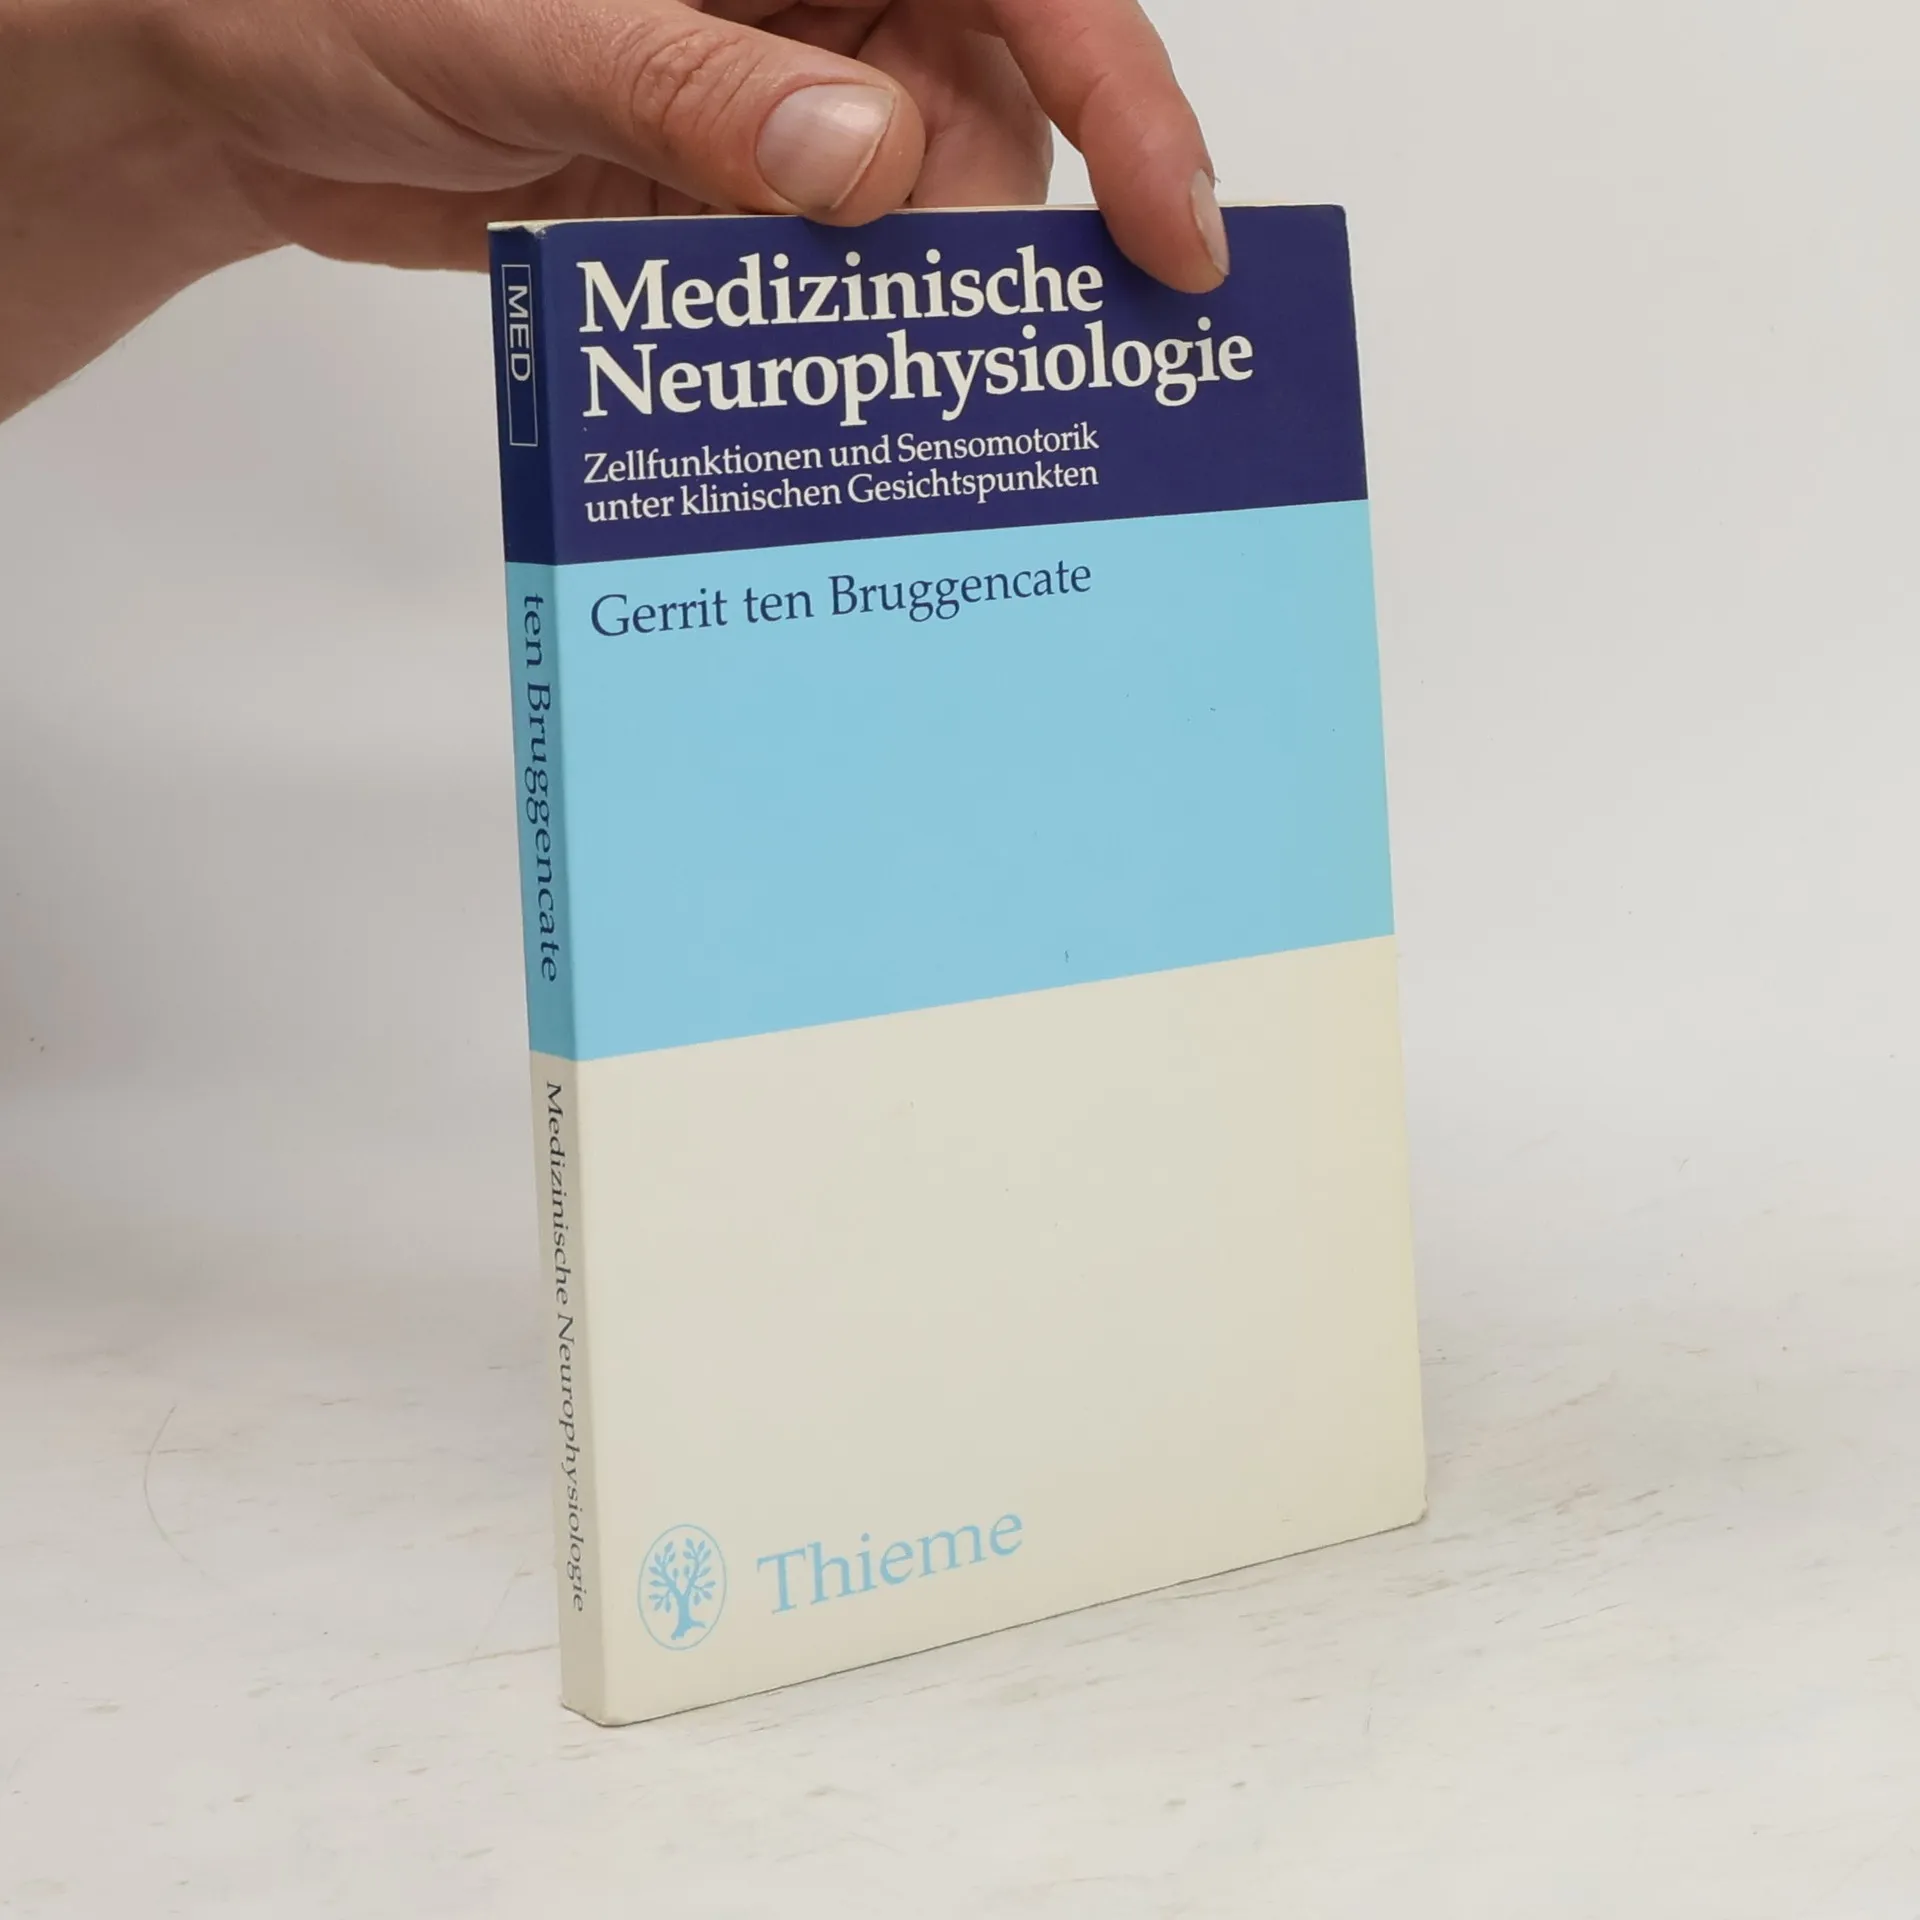 Medizinische
Neurophysiologie
Zellfunktionen und Sensomotorik
unter klinischen Gesichtspunkten
Gerrit ten Bruggencate
Thieme
MED
ten Bruggencate
Medizinische Neurophysiologie